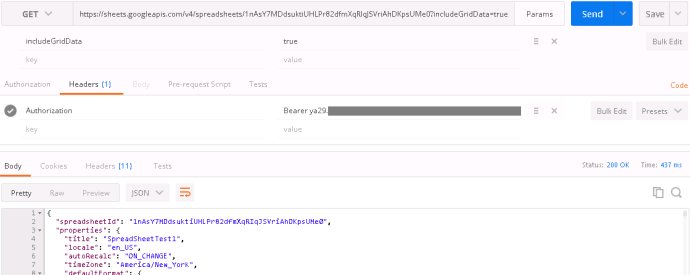 GET https://sheets.googleapis.com/v4/spreadsheets/1nAsY7MDdsuktiUHLPr82dfmXqRIqJSVriAhDKpsUMe0?includeGridData=true Params Send Save
includeGridData true Bulk Edit
key value
Authorization Headers (1) Body Pre-request Script Tests Code
Authorization Bearer ya29. Bulk Edit Presets
key value
Body Cookies Headers (11) Tests Status: 200 OK Time: 437 ms
Pretty Raw Preview JSON
1 {
2 "spreadsheetId": "1nAsY7MDdsuktiUHLPr82dfmXqRIqJSVriAhDKpsUMe0",
3 "properties": {
4 "title": "SpreadSheetTest1",
5 "locale": "en_US",
6 "autoRecalc": "ON_CHANGE",
7 "timeZone": "America/New_York",
8 "defaultFormat": {